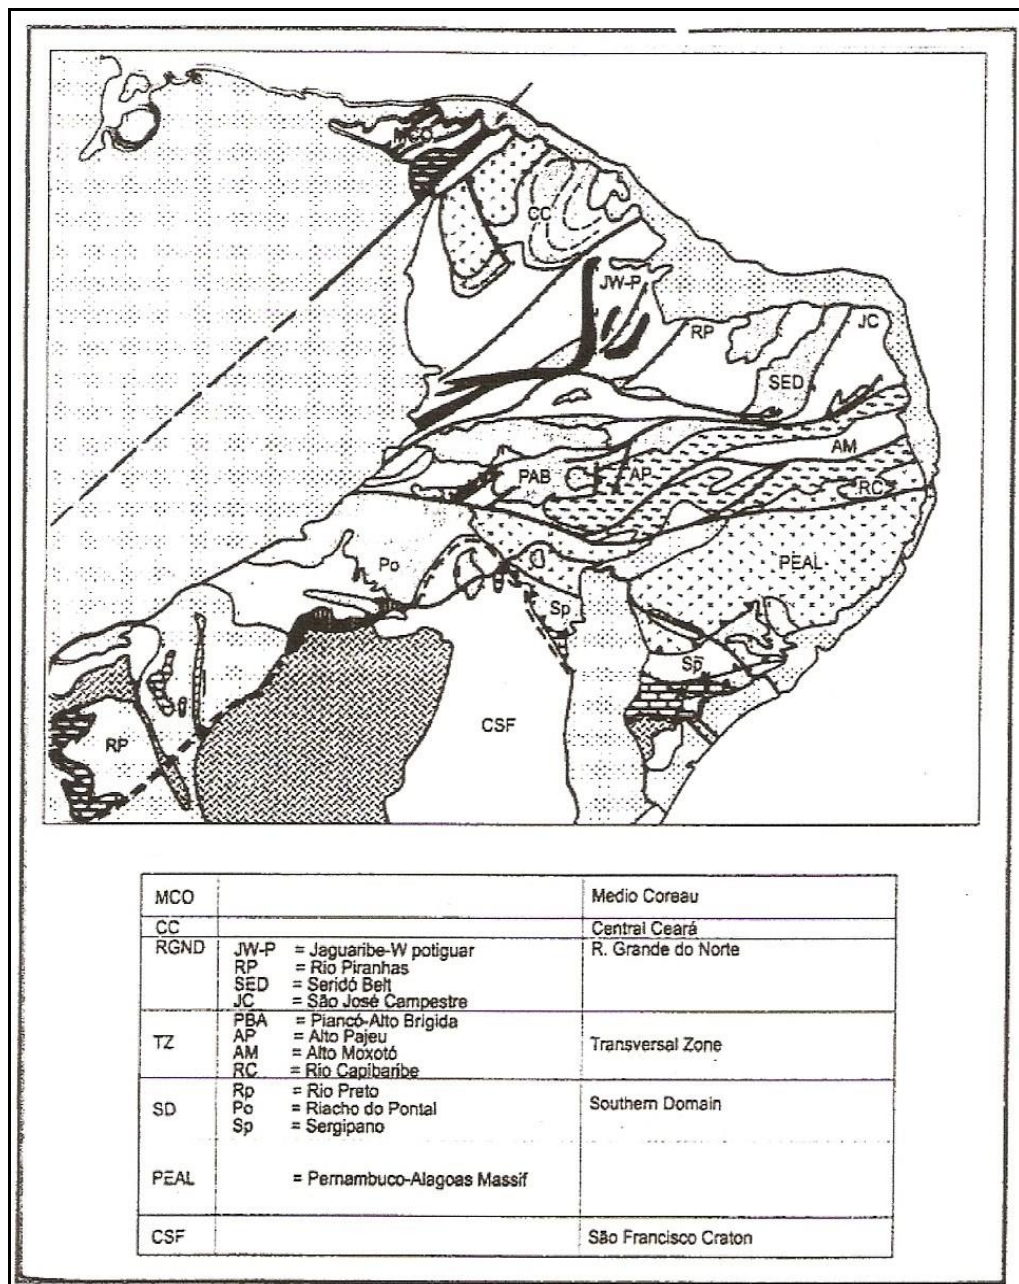 MCO
CC
JW-P
RP
JC
SED
AM
PAB
AP
RC
PEAL
Po
Sp
Sp
CSF
RP
MCO Medio Coreau
CC Central Ceará
RGND JW-P = Jaguaribe-W potiguar R. Grande do Norte
RP = Rio Piranhas
SED = Seridó Belt
JC = São José Campestre
PBA = Piancó-Alto Brigida
TZ AP = Alto Pajeu Transversal Zone
AM = Alto Moxotó
RC = Rio Capibaribe
Rp = Rio Preto
SD Po = Riacho do Pontal Southern Domain
Sp = Sergipano
PEAL = Pernambuco-Alagoas Massif
CSF São Francisco Craton